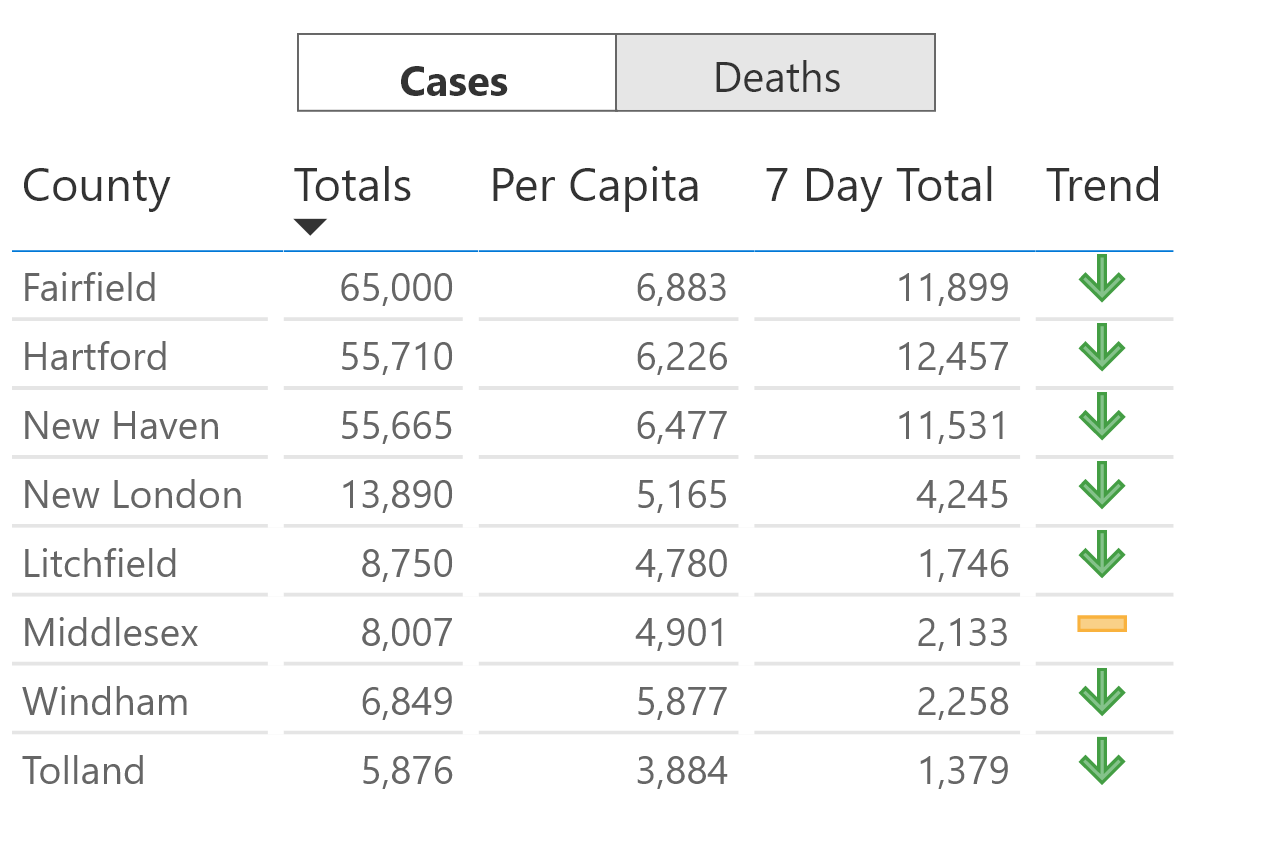 Cases Deaths
County Totals Per Capita 7 Day Total Trend
Fairfield 65,000 6,883 11,899
Hartford 55,710 6,226 12,457
New Haven 55,665 6,477 11,531
New London 13,890 5,165 4,245
Litchfield 8,750 4,780 1,746
Middlesex 8,007 4,901 2,133
Windham 6,849 5,877 2,258
Tolland 5,876 3,884 1,379